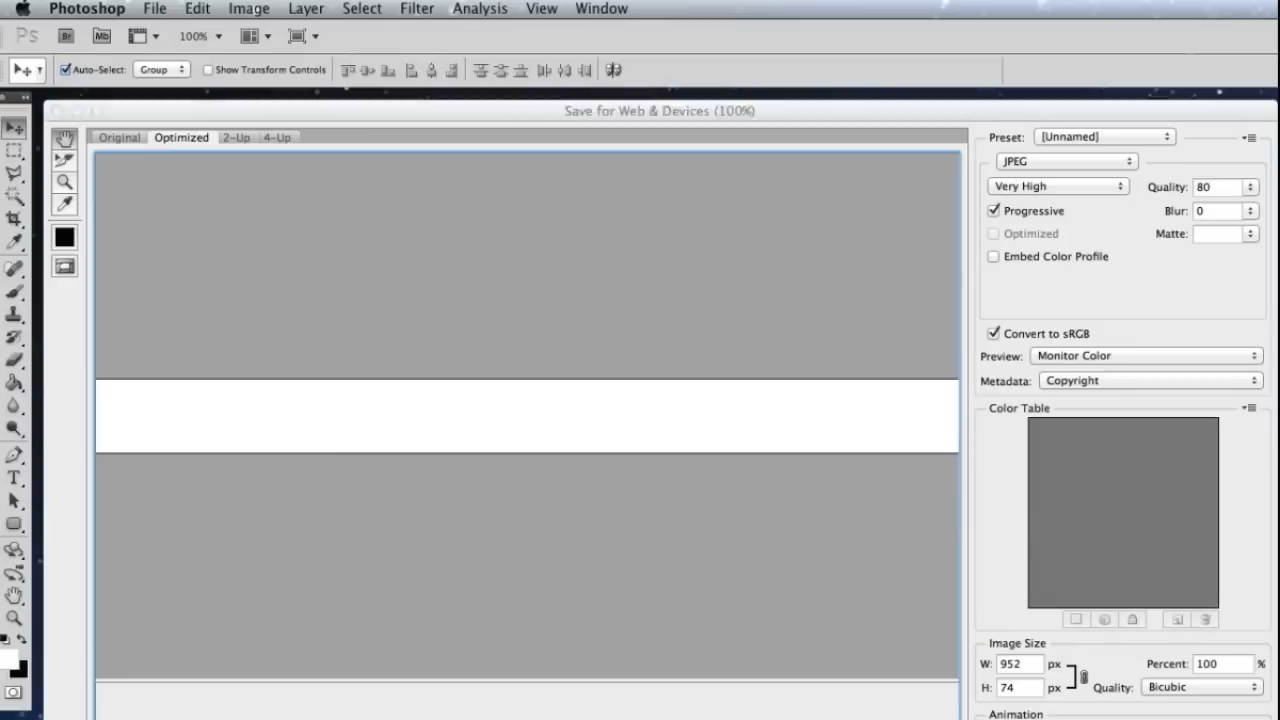 Photoshop File Edit Image Layer Select Filter Analysis View Window
Ps Br Mb 100%
Auto-Select: Group Show Transform Controls
Save for Web & Devices (100%)
Original Optimized 2-Up 4-Up
Preset: [Unnamed]
JPEG
Very High Quality: 80
Progressive Blur: 0
Optimized Matte:
Embed Color Profile
Convert to sRGB
Preview: Monitor Color
Metadata: Copyright
Color Table
T
Image Size
W: 952 px Percent: 100 %
H: 74 px Quality: Bicubic
Animation